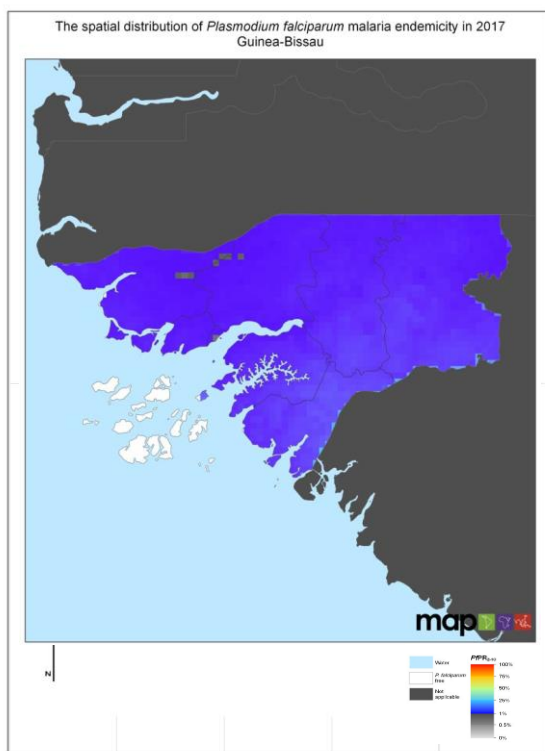 The spatial distribution of Plasmodium falciparum malaria endemicity in 2017
Guinea-Bissau
map
N
Water
P. falciparum
free
Not
applicable
100%
75%
50%
25%
1%
0.5%
0%